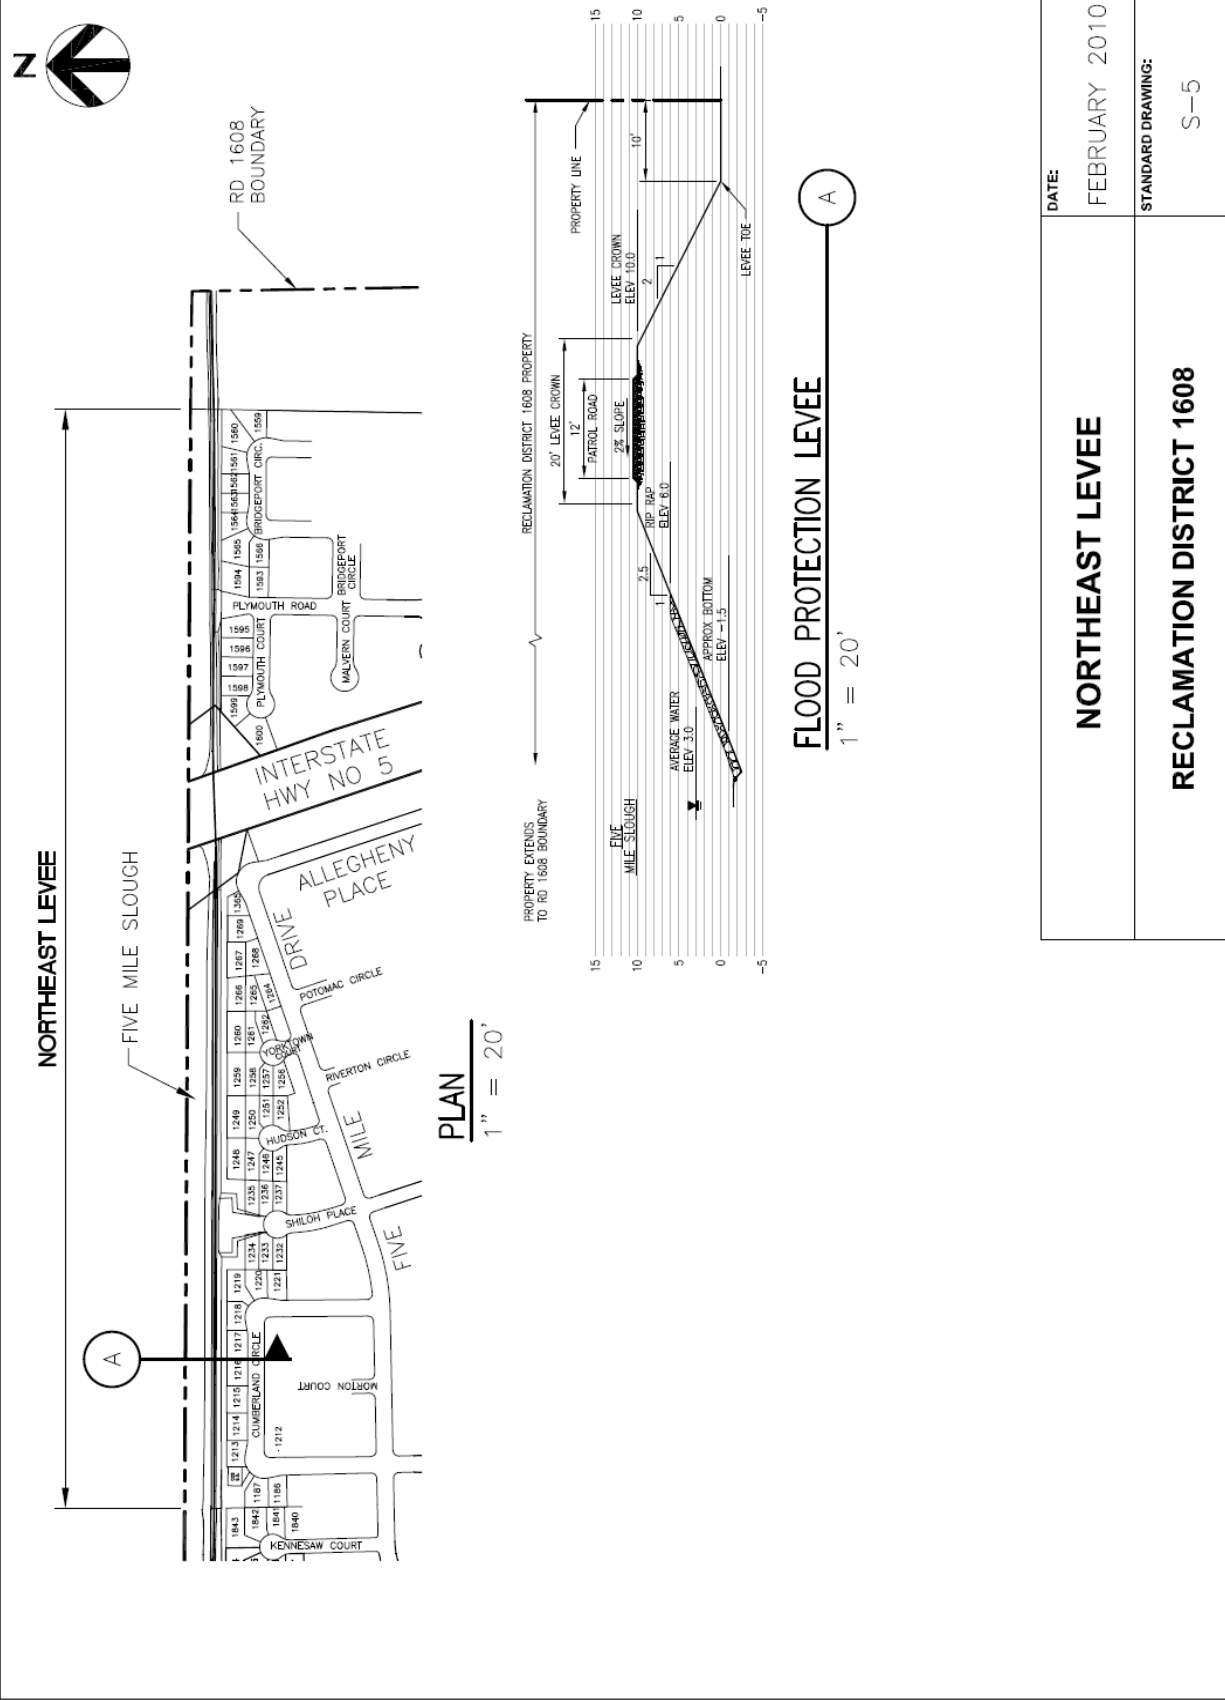 NORTHEAST LEVEE
FIVE MILE SLOUGH
RD 1608
BOUNDARY
N
A
1843
1842
1841
1840
KENNESAW COURT
1187
1186
1213
1214
1215
1216
1217
1218
1219
1220
1221
CUMBERLAND CIRCLE
1212
MORTON COURT
1234
1233
1232
SHILOH PLACE
1235
1236
1237
1248
1247
1246
1245
HUDSON CT.
1249
1250
1251
1252
1259
1258
1257
1256
YORKTOWN
COURT
1260
1261
1262
1266
1265
1264
1267
1268
1269
1365
FIVE MILE DRIVE
RIVERTON CIRCLE
POTOMAC CIRCLE
ALLEGHENY
PLACE
INTERSTATE
HWY NO 5
1600
1599
1598
1597
1596
1595
PLYMOUTH COURT
PLYMOUTH ROAD
MALVERN COURT
BRIDGEPORT
CIRCLE
1594
1593
1565
1566
1564
1563
1562
1561
1560
1559
BRIDGEPORT CIRC.
PLAN
1" = 20'
PROPERTY EXTENDS
TO RD 1608 BOUNDARY
RECLAMATION DISTRICT 1608 PROPERTY
20' LEVEE CROWN
12'
PATROL ROAD
2% SLOPE
PROPERTY LINE
10'
LEVEE CROWN
ELEV 10.0
2
1
LEVEE TOE
RIP RAP
ELEV 6.0
2.5
1
APPROX BOTTOM
ELEV -1.5
AVERAGE WATER
ELEV 3.0
FIVE
MILE SLOUGH
15
10
5
0
-5
15
10
5
0
-5
FLOOD PROTECTION LEVEE
A
1" = 20'
NORTHEAST LEVEE
DATE:
FEBRUARY 2010
RECLAMATION DISTRICT 1608
STANDARD DRAWING:
S-5